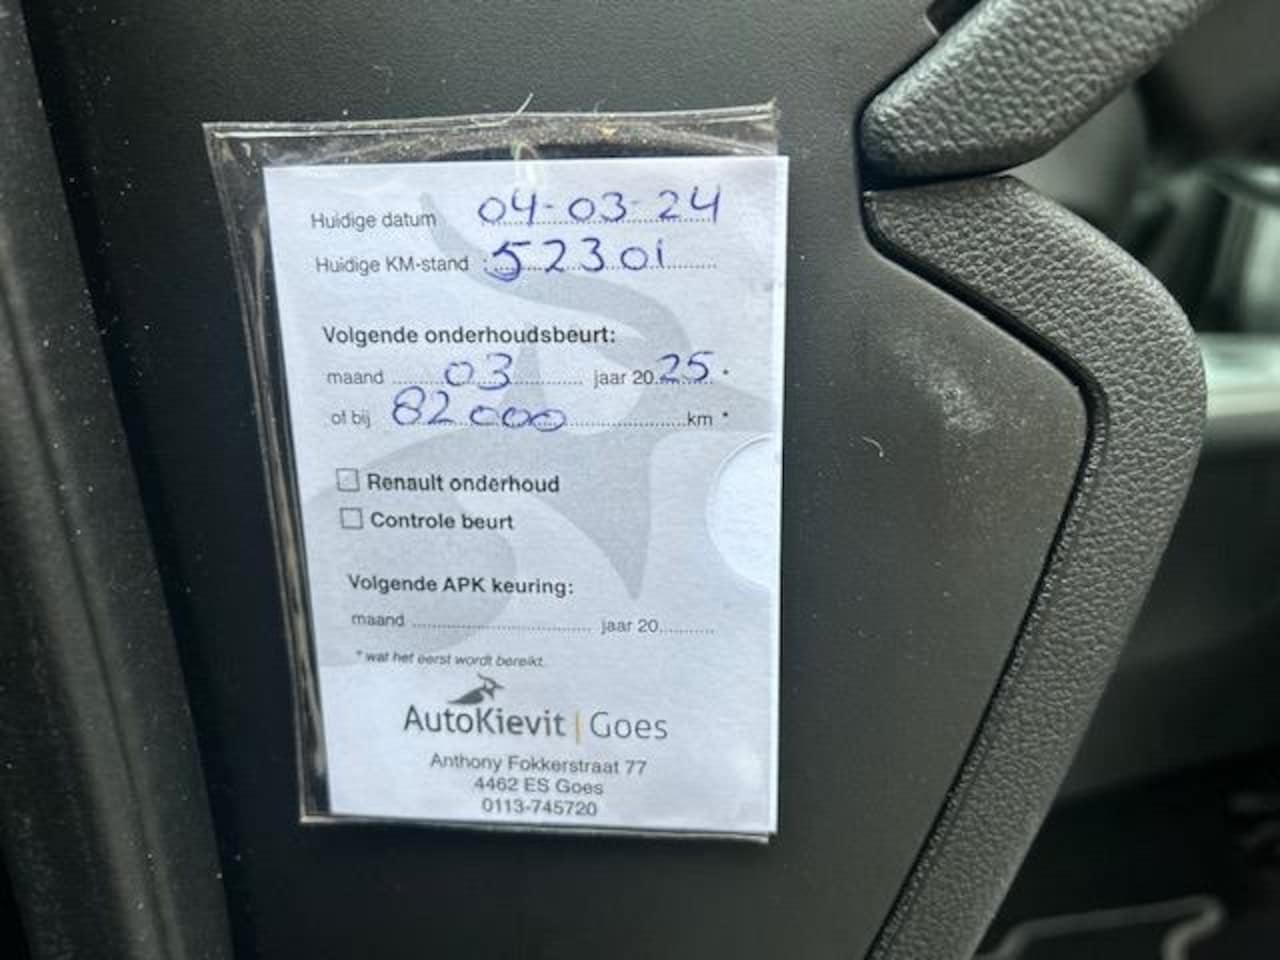 Huidige datum 04-03-24
Huidige KM-stand : 52301
Volgende onderhoudsbeurt:
maand 03 jaar 2025 *
of bij 82000 km *
Renault onderhoud
Controle beurt
Volgende APK keuring:
maand .......... jaar 20..........
* wat het eerst wordt bereikt.
AutoKievit | Goes
Anthony Fokkerstraat 77
4462 ES Goes
0113-745720